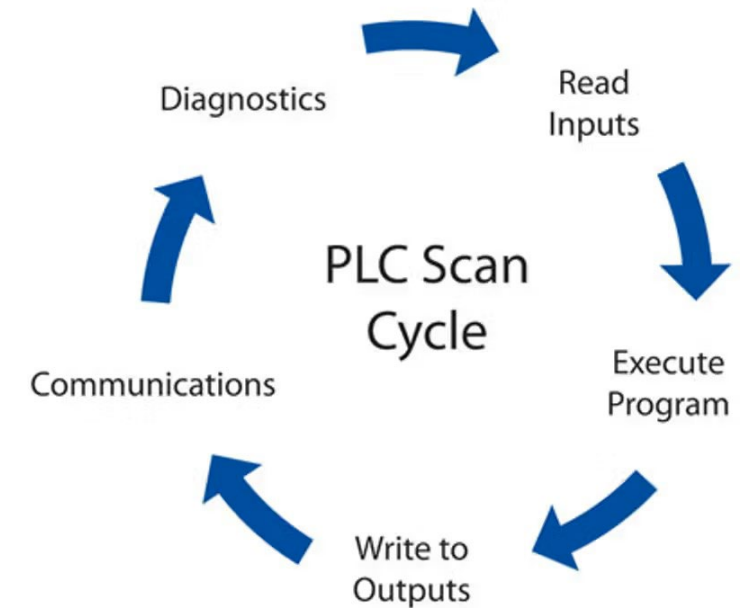 PLC Scan
Cycle
Diagnostics
Read
Inputs
Execute
Program
Write to
Outputs
Communications